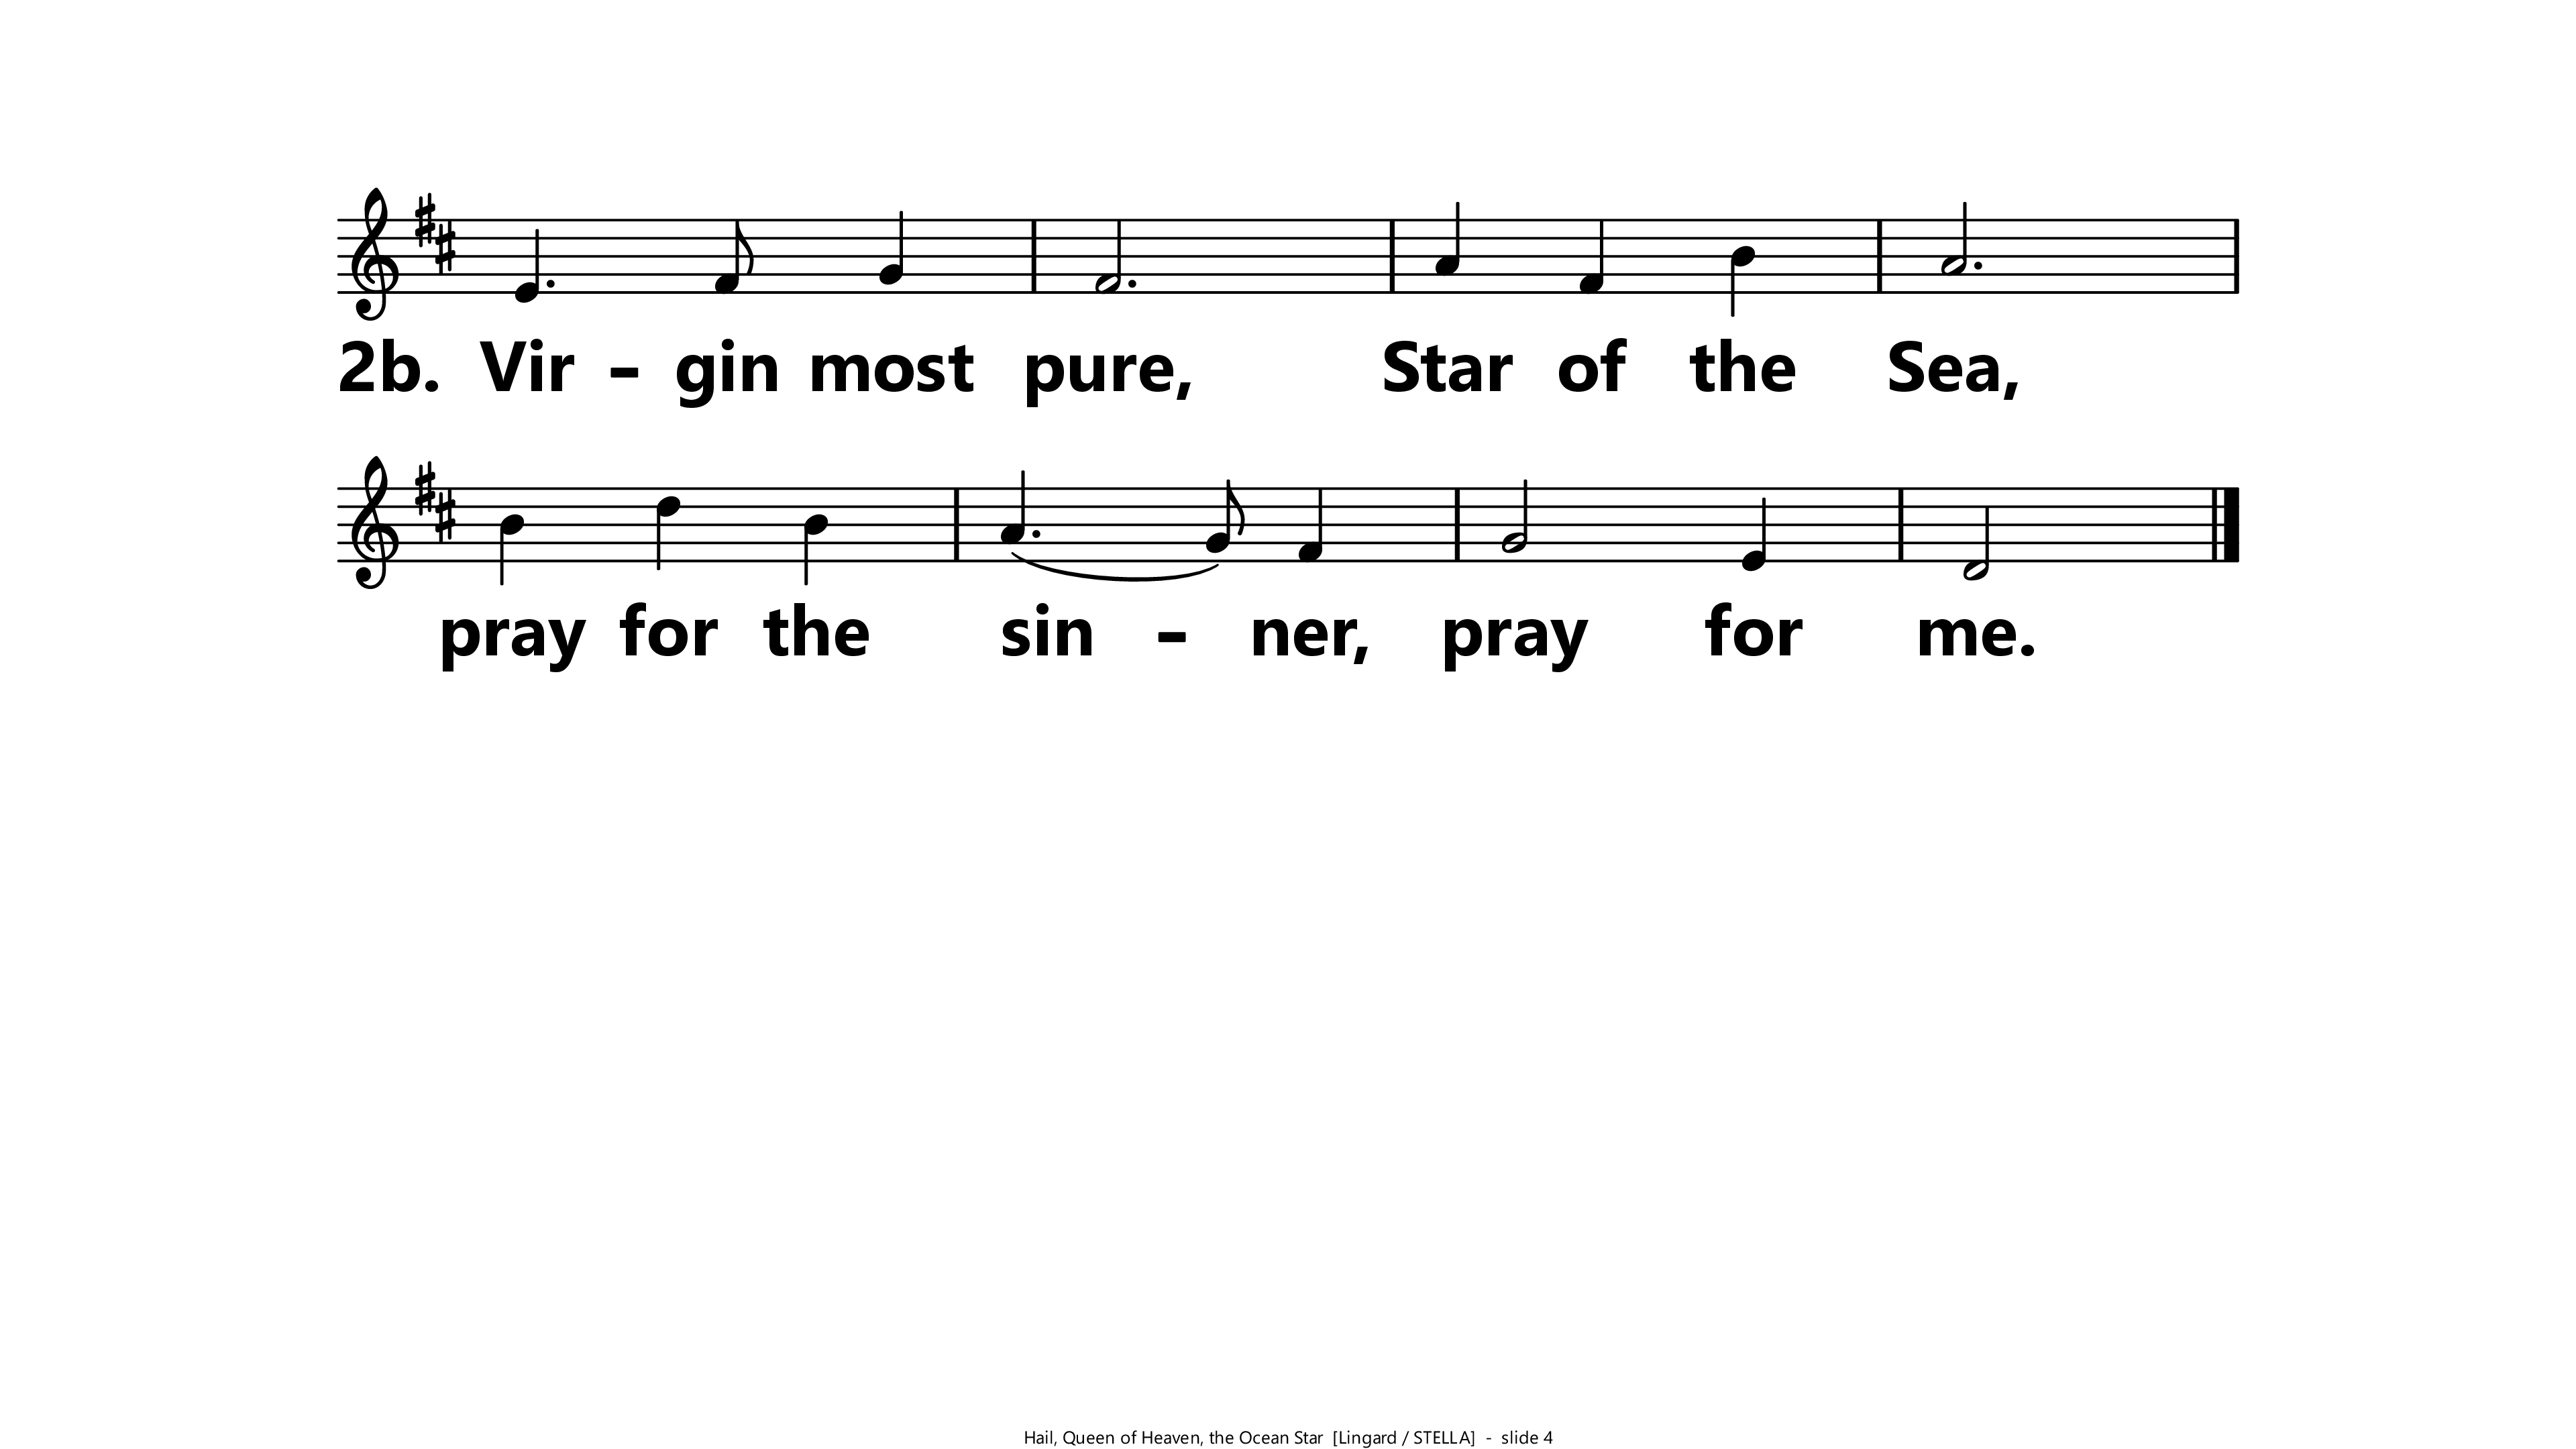 2b. Vir - gin most pure, Star of the Sea,
pray for the sin - ner, pray for me.
Hail, Queen of Heaven, the Ocean Star [Lingard / STELLA] - slide 4